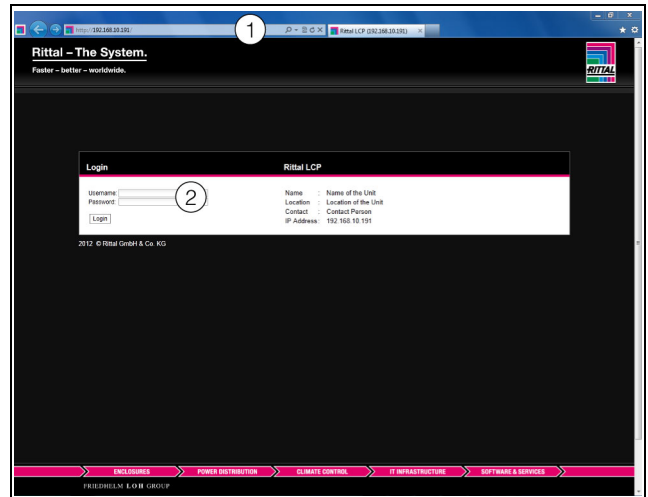 http://192.168.10.191/
1
Rittal LCP (192.168.10.191)
Rittal – The System.
Faster – better – worldwide.
RITTAL
Login
Rittal LCP
Username:
Password:
2
Login
Name : Name of the Unit
Location : Location of the Unit
Contact : Contact Person
IP Address : 192.168.10.191
2012 © Rittal GmbH & Co. KG
ENCLOSURES POWER DISTRIBUTION CLIMATE CONTROL IT INFRASTRUCTURE SOFTWARE & SERVICES
FRIEDHELM LOH GROUP